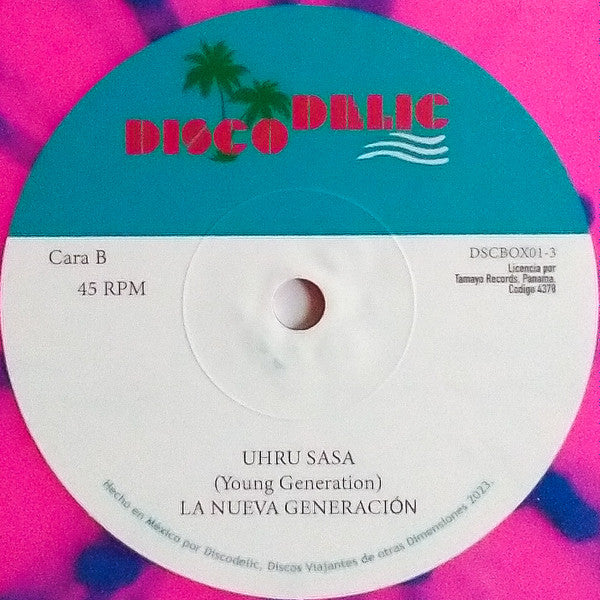 DISCODELIC
Cara B
45 RPM
DSCBOX01-3
Licencia por
Tamayo Records, Panama.
Codigo 4378
UHRU SASA
(Young Generation)
LA NUEVA GENERACIÓN
Hecho en México por Discodelic, Discos Viajantes de otras Dimensiones 2023.